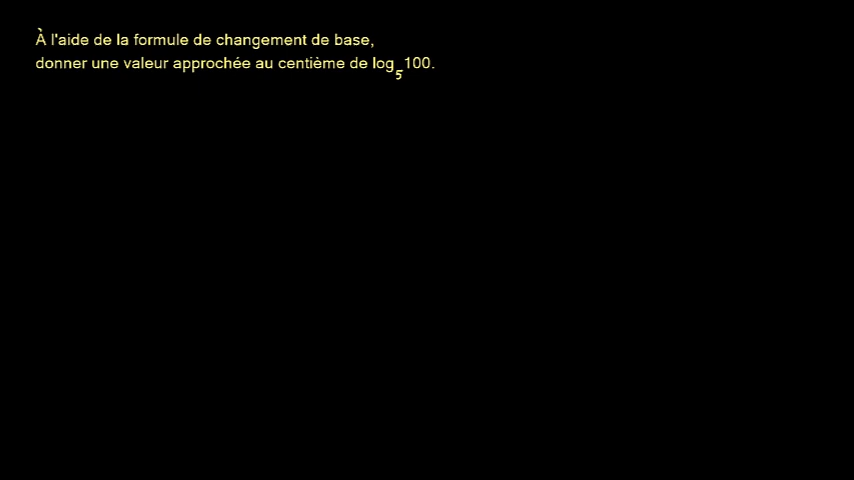 À l'aide de la formule de changement de base,
donner une valeur approchée au centième de log₅100.